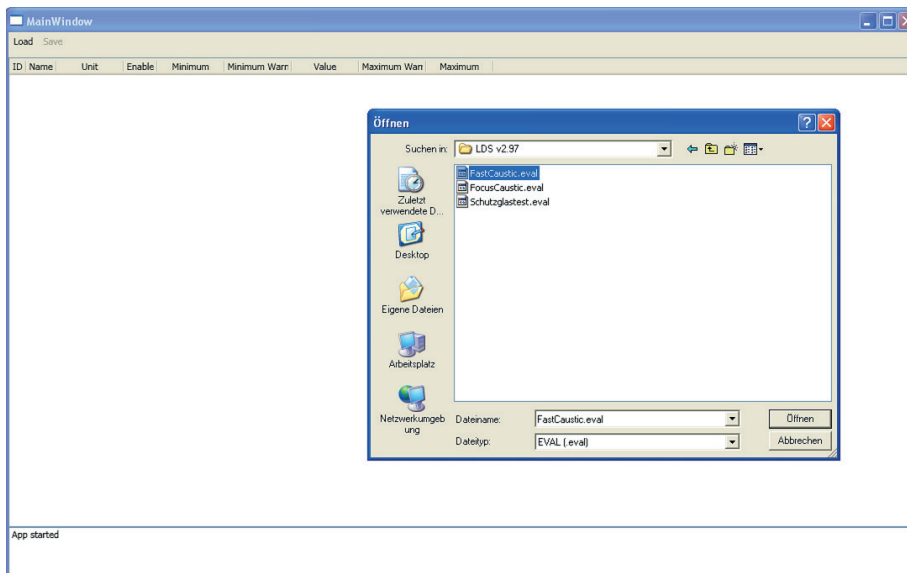 MainWindow
Load Save
ID Name Unit Enable Minimum Minimum Warr Value Maximum Warr Maximum
Öffnen
Suchen in: LDS v2.97
FastCaustic.eval
FocusCaustic.eval
Schutzglastest.eval
Zuletzt
verwendete D...
Desktop
Eigene Dateien
Arbeitsplatz
Netzwerkumgeb
ung
Dateiname: FastCaustic.eval Öffnen
Dateityp: EVAL (.eval) Abbrechen
App started